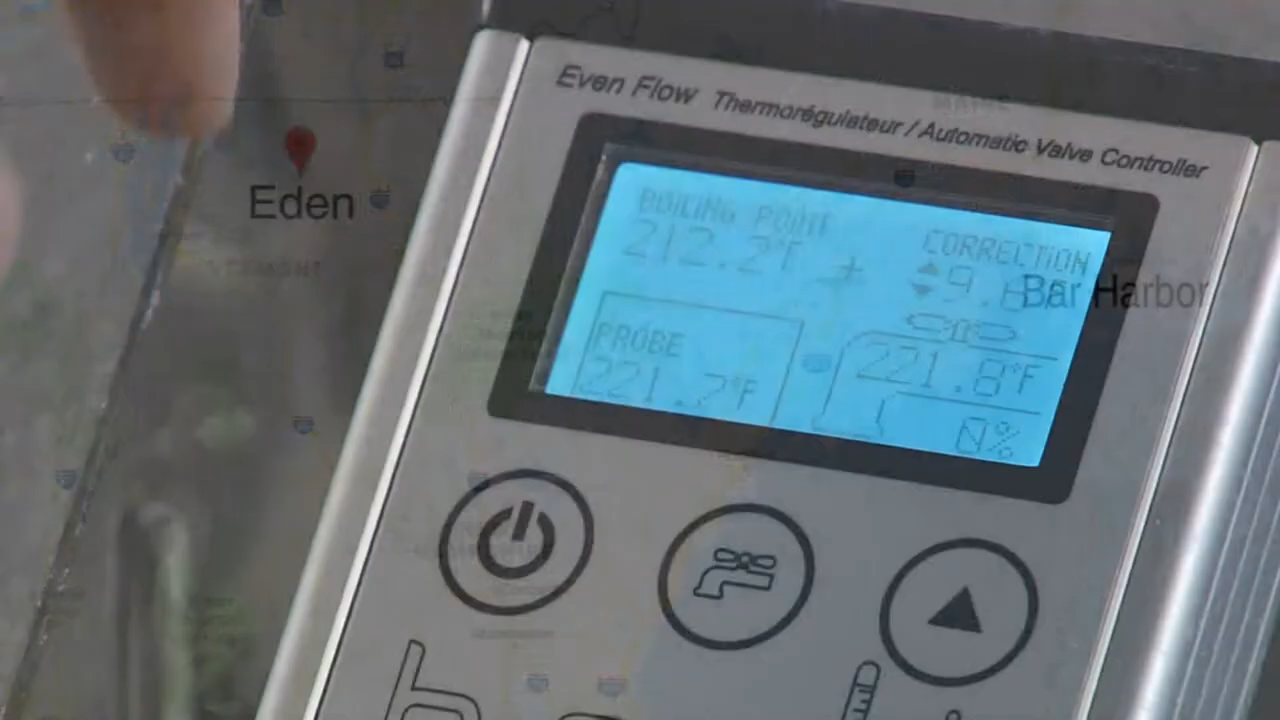 Even Flow Thermorégulateur / Automatic Valve Controller
Eden
BOILING POINT
212.2°F +
CORRECTION
Bar Harbor
PROBE
221.7°F
221.8°F
0%